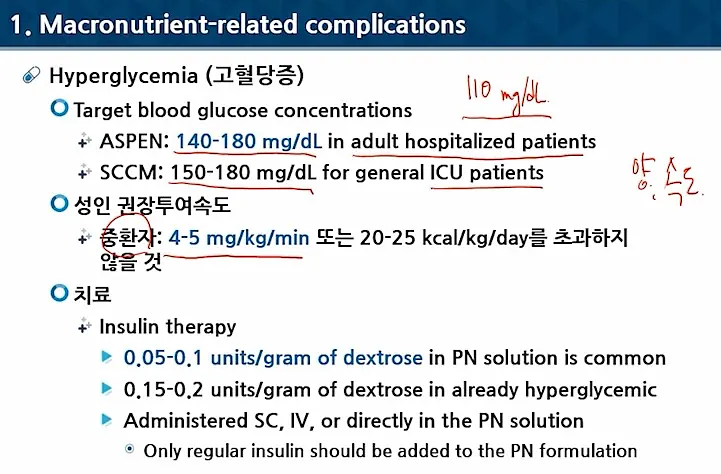 1. Macronutrient-related complications
Hyperglycemia (고혈당증)
110 mg/dL
Target blood glucose concentrations
ASPEN: 140-180 mg/dL in adult hospitalized patients
SCCM: 150-180 mg/dL for general ICU patients
양, 속도
성인 권장투여속도
중환자: 4-5 mg/kg/min 또는 20-25 kcal/kg/day를 초과하지
않을 것
치료
Insulin therapy
0.05-0.1 units/gram of dextrose in PN solution is common
0.15-0.2 units/gram of dextrose in already hyperglycemic
Administered SC, IV, or directly in the PN solution
Only regular insulin should be added to the PN formulation